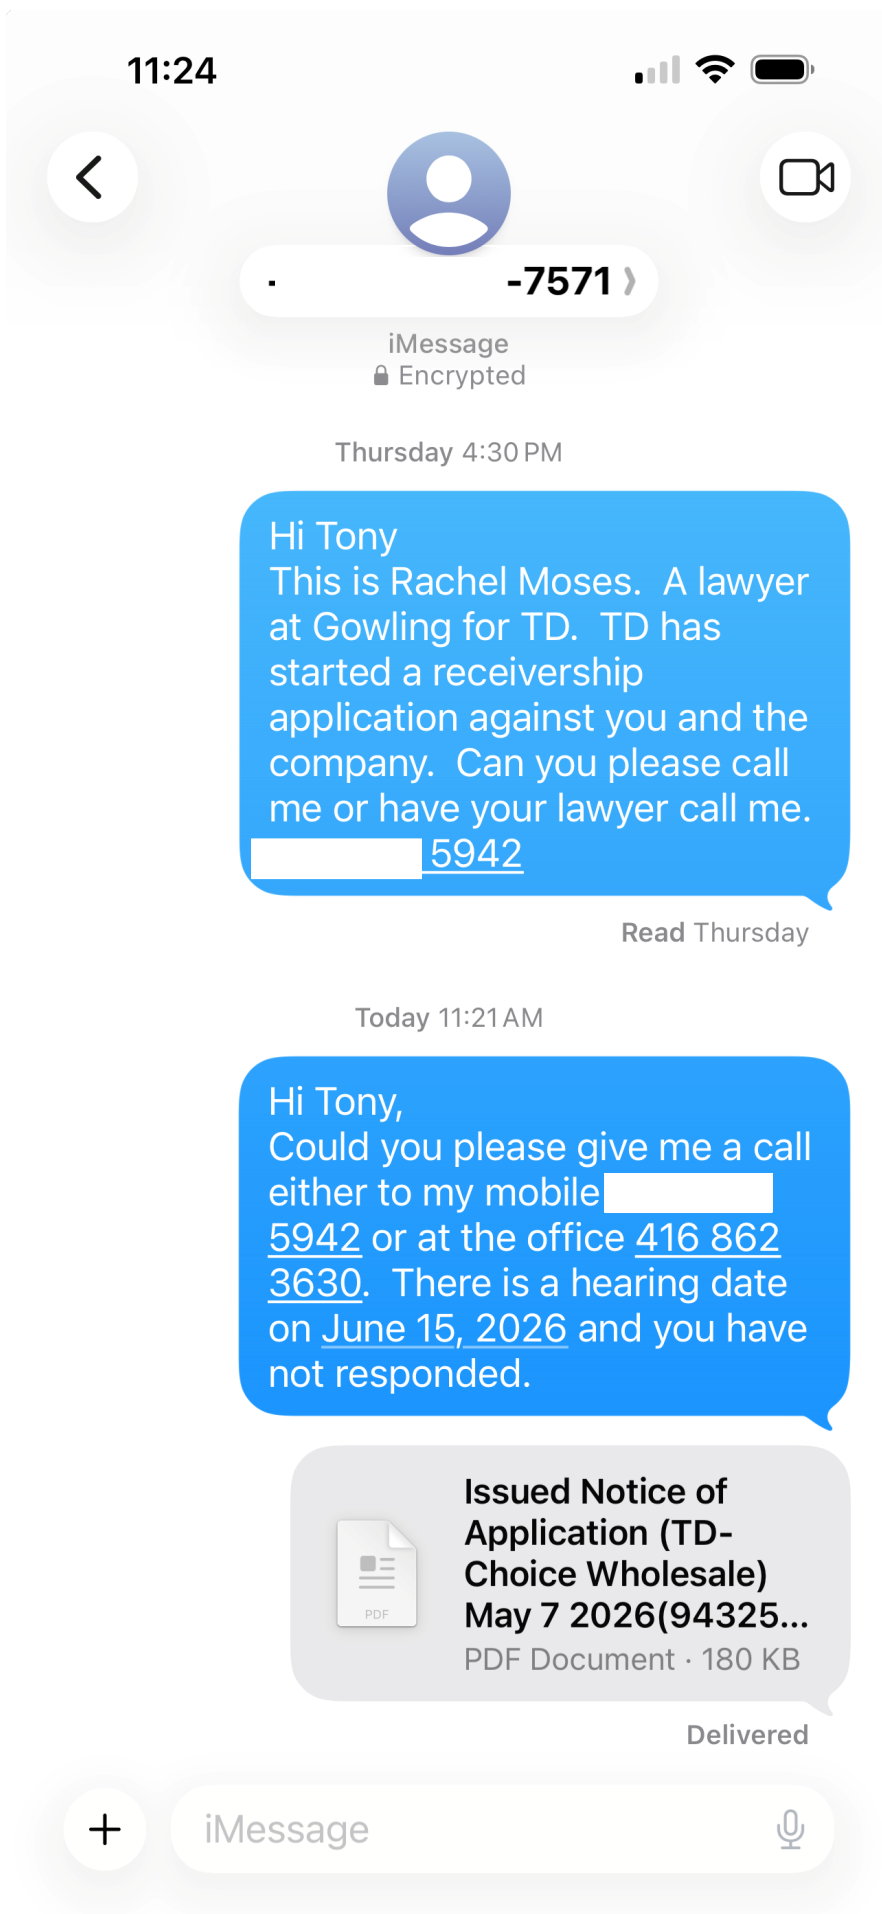 11:24
-7571
iMessage
Encrypted
Thursday 4:30 PM
Hi Tony
This is Rachel Moses.  A lawyer
at Gowling for TD.  TD has
started a receivership
application against you and the
company.  Can you please call
me or have your lawyer call me.
5942
Read Thursday
Today 11:21 AM
Hi Tony,
Could you please give me a call
either to my mobile
5942 or at the office 416 862
3630.  There is a hearing date
on June 15, 2026 and you have
not responded.
Issued Notice of
Application (TD-
Choice Wholesale)
May 7 2026(94325...
PDF
PDF Document · 180 KB
Delivered
iMessage